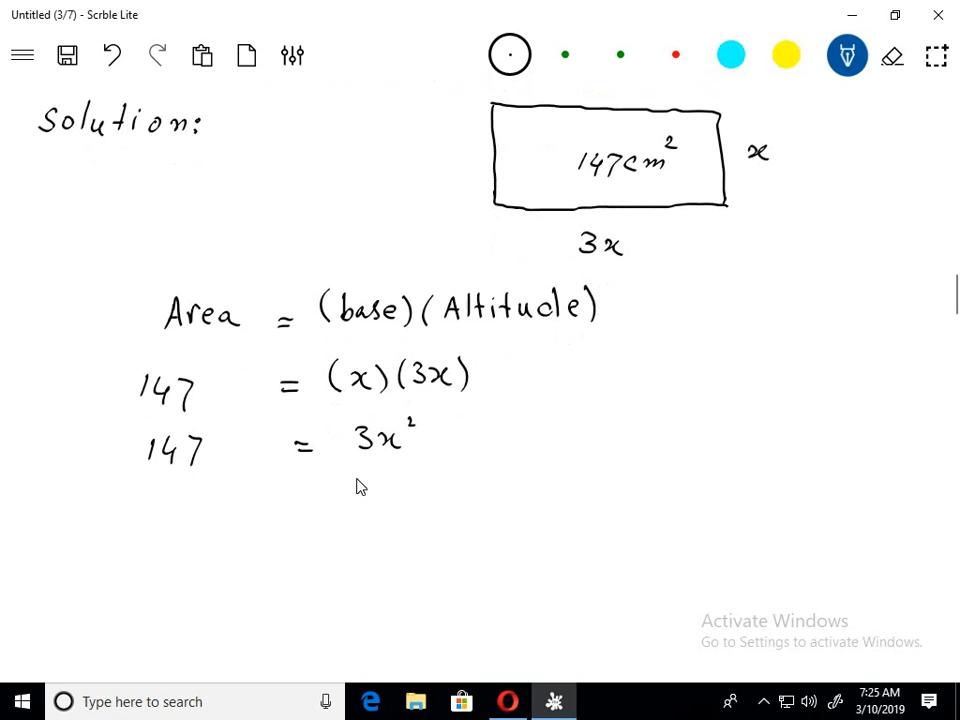 Untitled (3/7) - Scrble Lite
Solution:
147cm²
x
3x
Area = (base)(Altitude)
147 = (x)(3x)
147 = 3x²
Activate Windows
Go to Settings to activate Windows.
Type here to search
7:25 AM
3/10/2019